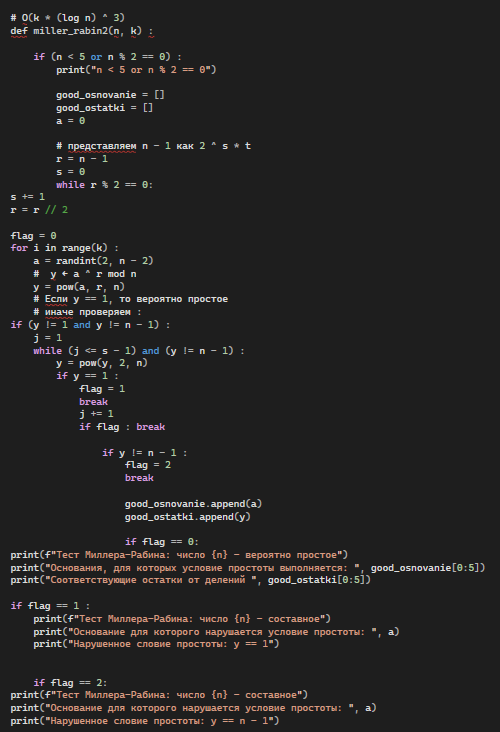 # O(k * (log n) ^ 3)
def miller_rabin2(n, k) :
if (n < 5 or n % 2 == 0) :
print("n < 5 or n % 2 == 0")
good_osnovanie = []
good_ostatki = []
a = 0
# представляем n - 1 как 2 ^ s * t
r = n - 1
s = 0
while r % 2 == 0:
s += 1
r = r // 2
flag = 0
for i in range(k) :
a = randint(2, n - 2)
# y ← a ^ r mod n
y = pow(a, r, n)
# Если y == 1, то вероятно простое
# иначе проверяем :
if (y != 1 and y != n - 1) :
j = 1
while (j <= s - 1) and (y != n - 1) :
y = pow(y, 2, n)
if y == 1 :
flag = 1
break
j += 1
if flag : break
if y != n - 1 :
flag = 2
break
good_osnovanie.append(a)
good_ostatki.append(y)
if flag == 0:
print(f"Тест Миллера-Рабина: число {n} - вероятно простое")
print("Основания, для которых условие простоты выполняется: ", good_osnovanie[0:5])
print("Соответствующие остатки от делений ", good_ostatki[0:5])
if flag == 1 :
print(f"Тест Миллера-Рабина: число {n} - составное")
print("Основание для которого нарушается условие простоты: ", a)
print("Нарушенное словие простоты: y == 1")
if flag == 2:
print(f"Тест Миллера-Рабина: число {n} - составное")
print("Основание для которого нарушается условие простоты: ", a)
print("Нарушенное словие простоты: y == n - 1")